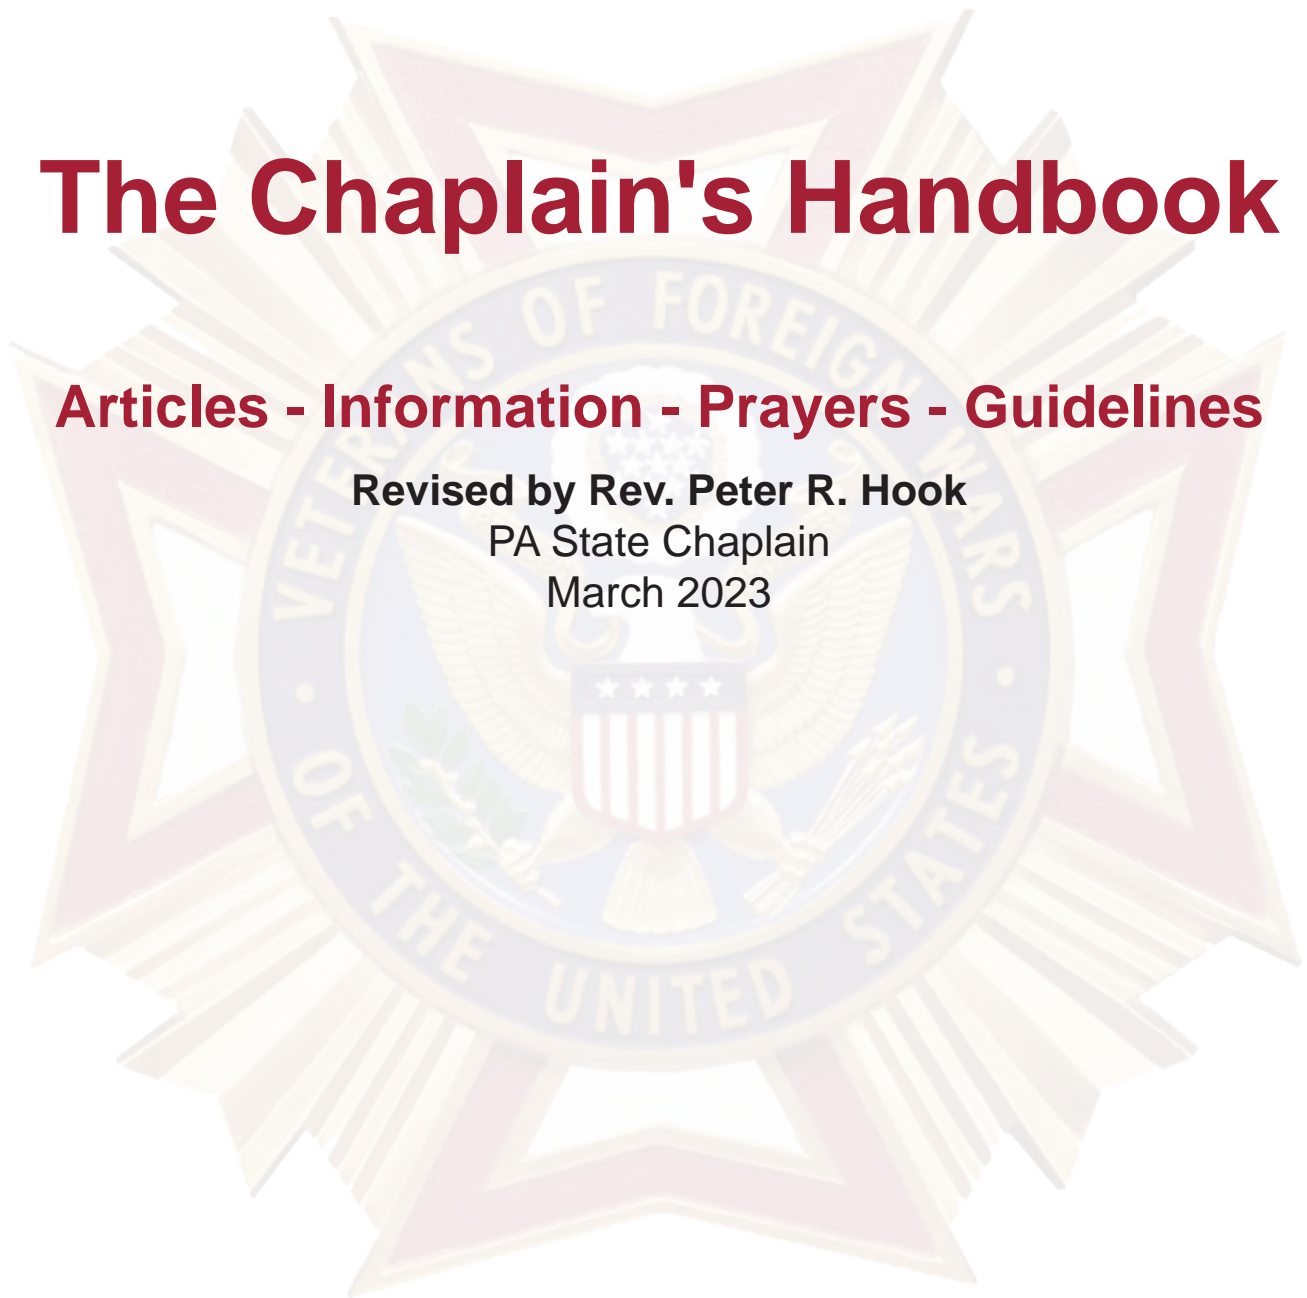 The Chaplain's Handbook
Articles - Information - Prayers - Guidelines
Revised by Rev. Peter R. Hook
PA State Chaplain
March 2023
VETERANS OF FOREIGN WARS
OF THE UNITED STATES